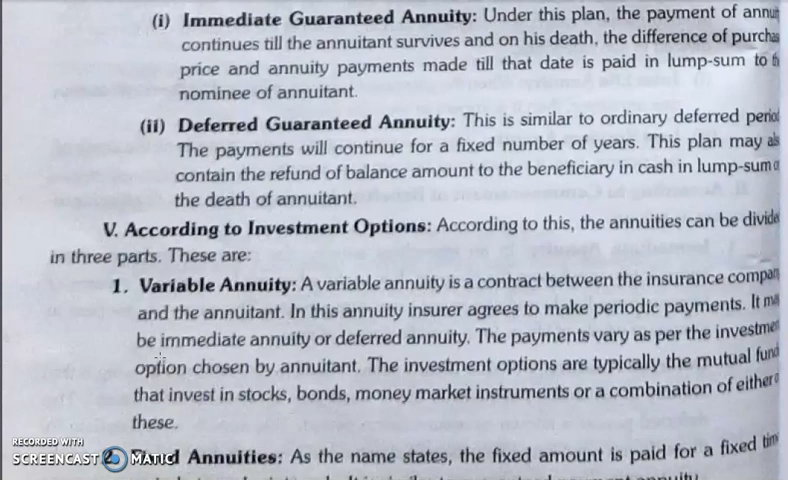 (i) Immediate Guaranteed Annuity: Under this plan, the payment of
continues till the annuitant survives and on his death, the difference of
price and annuity payments made till that date is paid in lump-sum to
nominee of annuitant.
(ii) Deferred Guaranteed Annuity: This is similar to ordinary deferred
The payments will continue for a fixed number of years. This plan may
contain the refund of balance amount to the beneficiary in cash in lump-sum
the death of annuitant.
V. According to Investment Options: According to this, the annuities can be
in three parts. These are:
1. Variable Annuity: A variable annuity is a contract between the insurance
and the annuitant. In this annuity insurer agrees to make periodic payments. It
be immediate annuity or deferred annuity. The payments vary as per the
option chosen by annuitant. The investment options are typically the mutual
that invest in stocks, bonds, money market instruments or a combination of either
these.
RECORDED WITH
SCREENCAST MATIC
2. Annuities: As the name states, the fixed amount is paid for a fixed